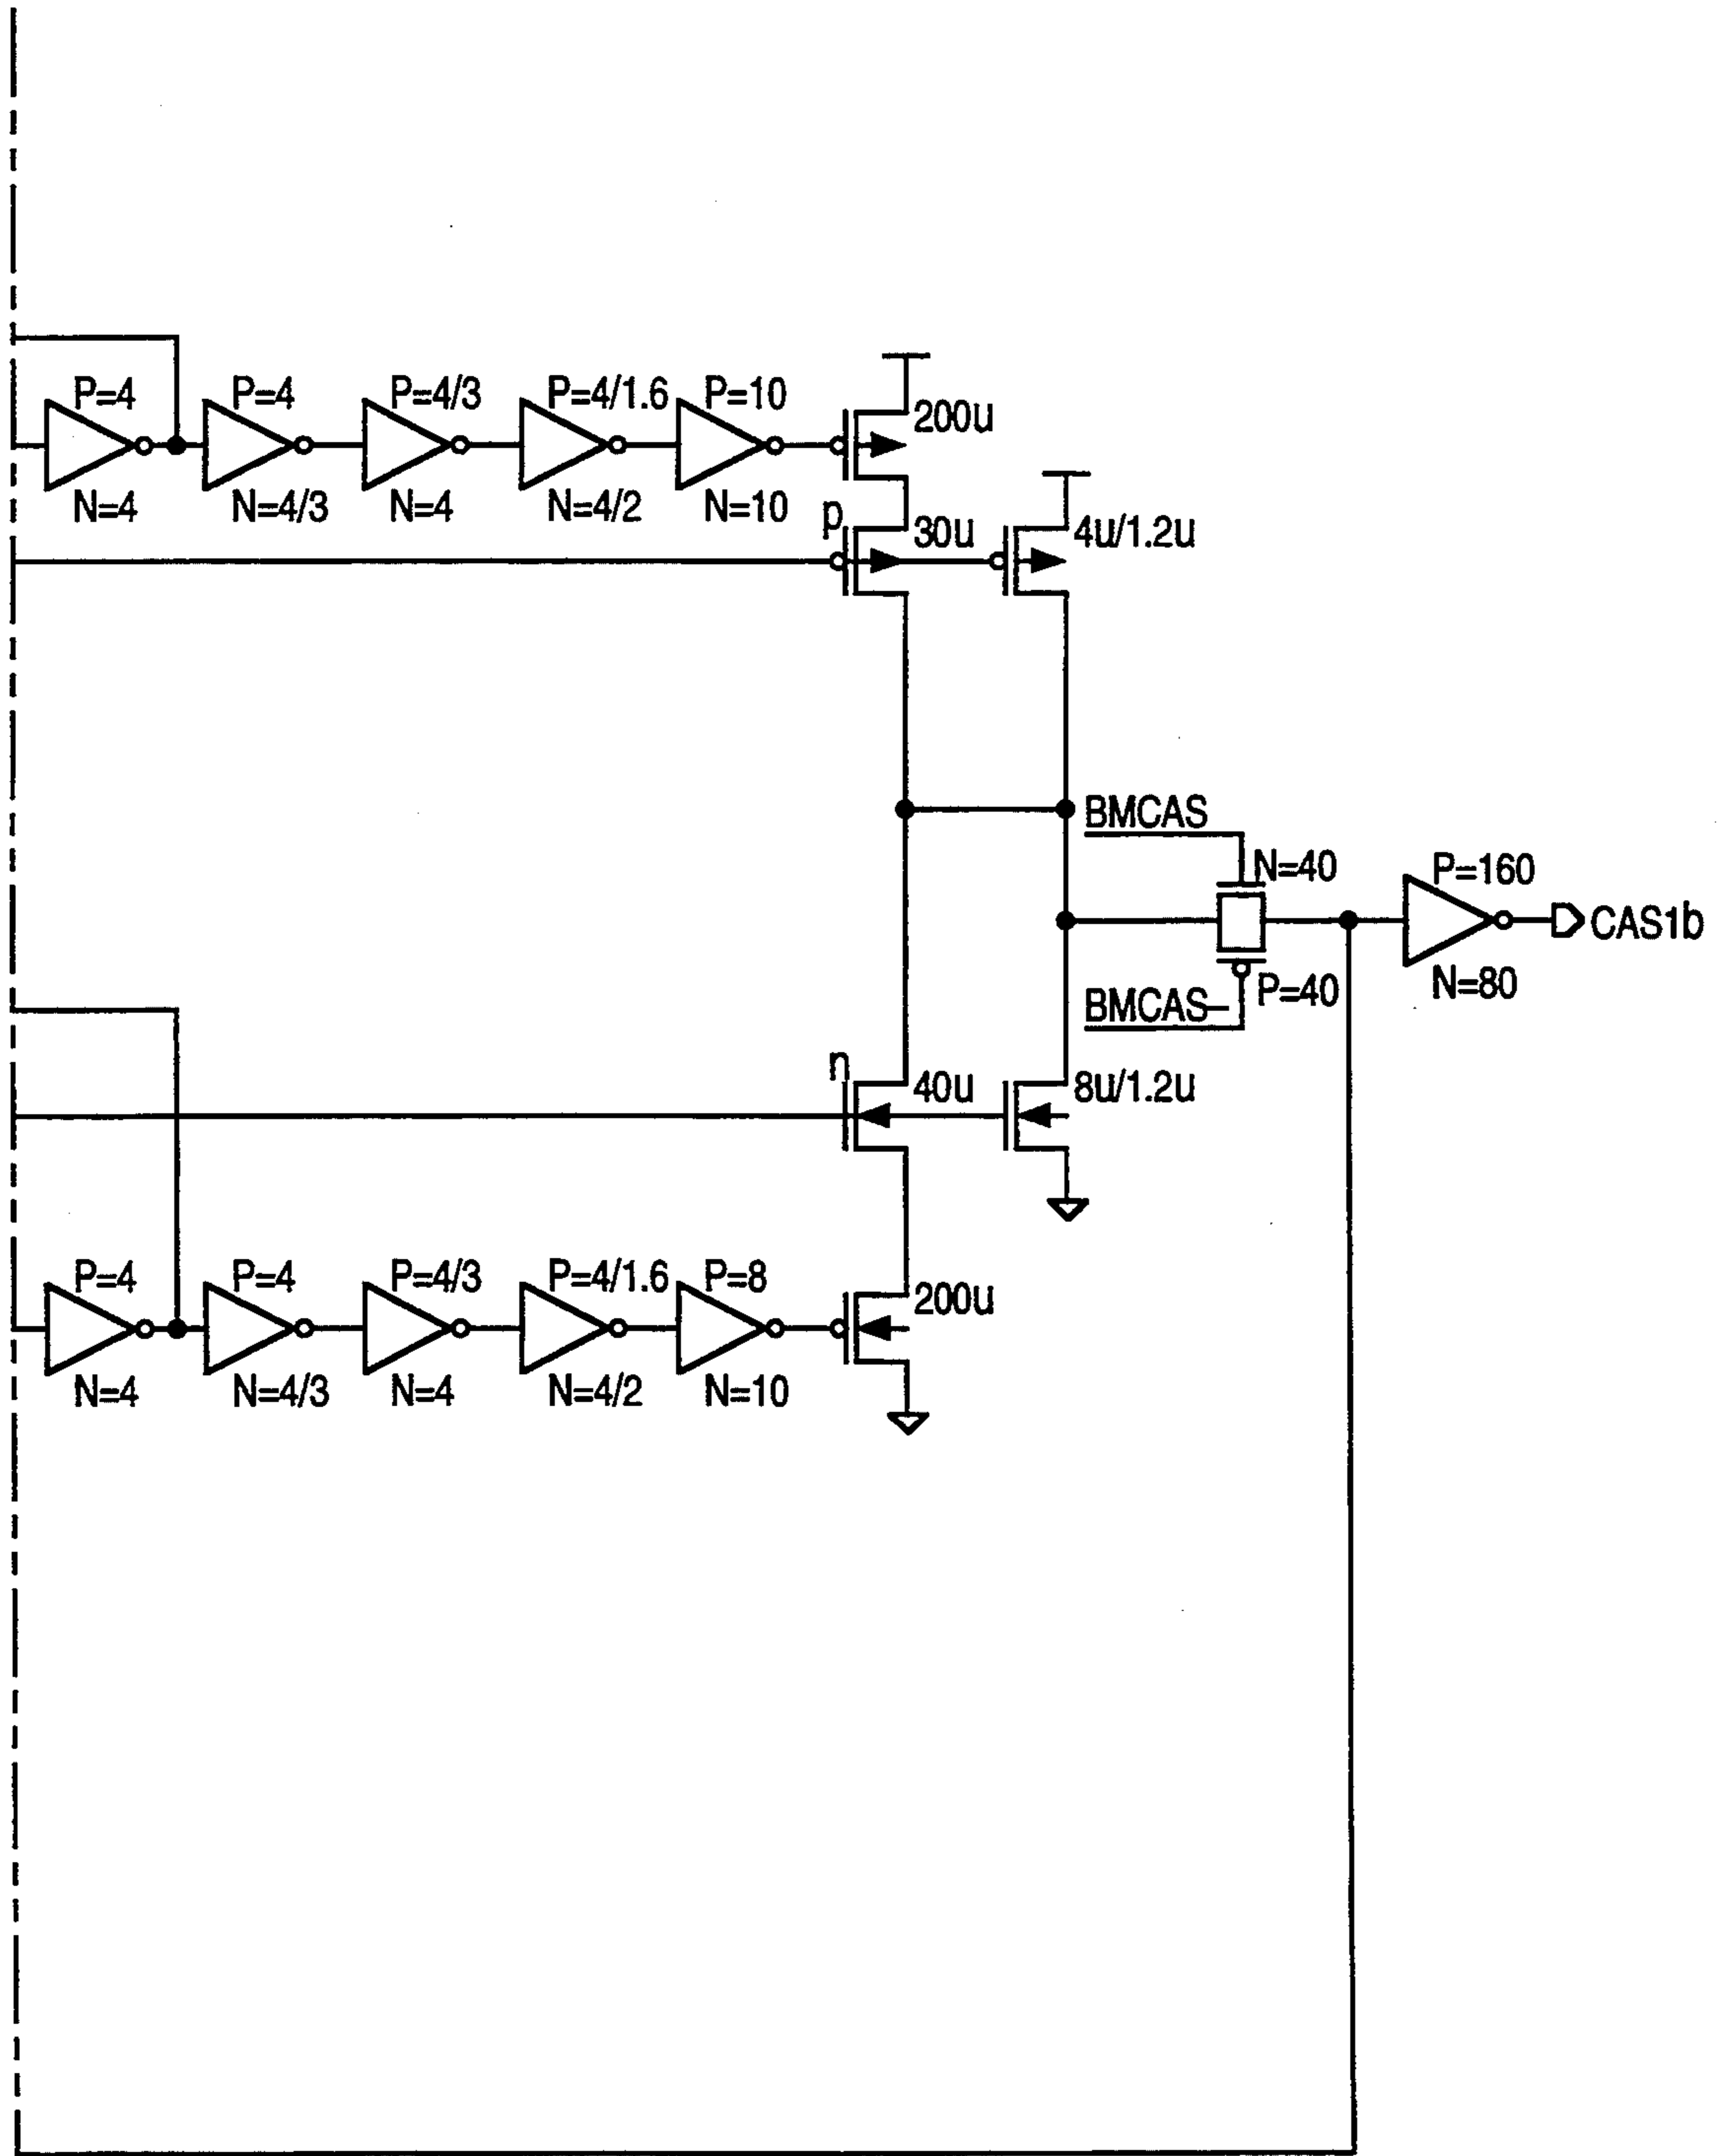 P=4 P=4 P=4/3 P=4/1.6 P=10
200u
N=4 N=4/3 N=4 N=4/2 N=10
p 30u 4u/1.2u
BMCAS
N=40 P=160
CAS1b
BMCAS– P=40 N=80
n 40u 8u/1.2u
P=4 P=4 P=4/3 P=4/1.6 P=8
200u
N=4 N=4/3 N=4 N=4/2 N=10